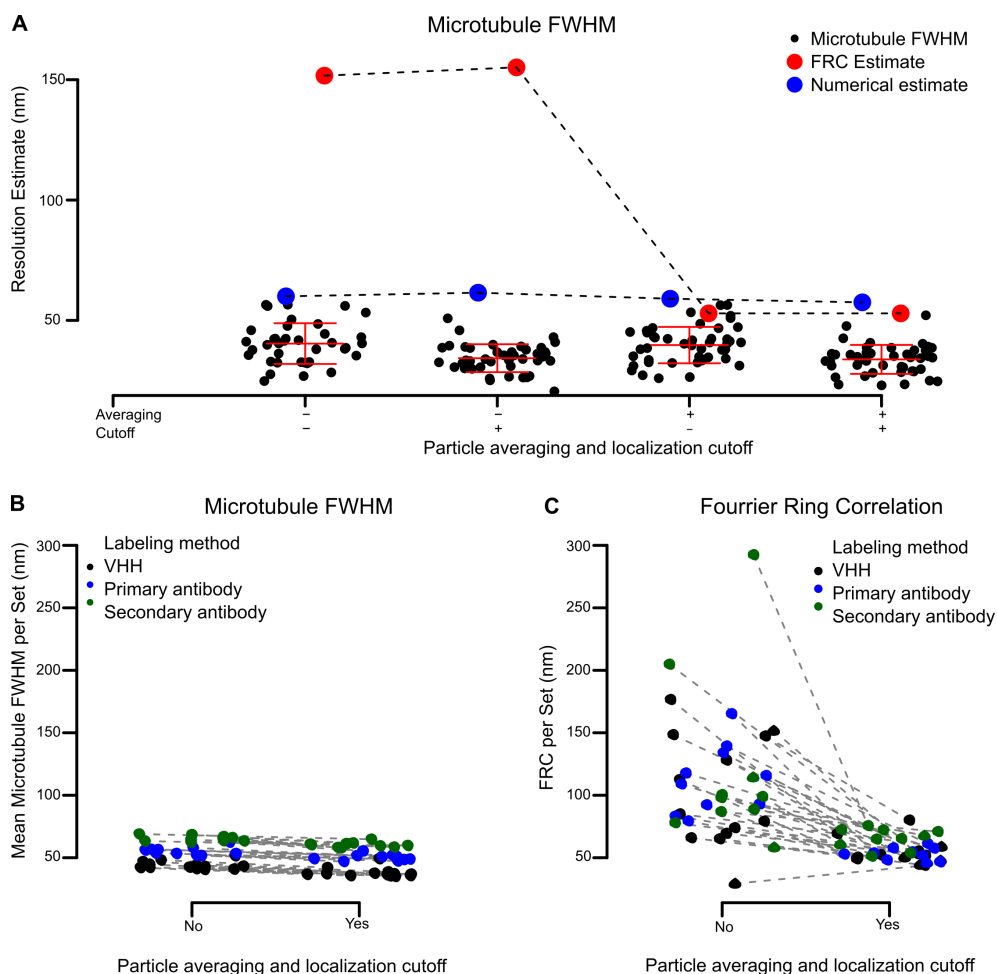 A
Microtubule FWHM
Microtubule FWHM
FRC Estimate
Numerical estimate
Resolution Estimate (nm)
150
100
50
Averaging – – + +
Cutoff – + – +
Particle averaging and localization cutoff
B
Microtubule FWHM
Labeling method
VHH
Primary antibody
Secondary antibody
Mean Microtubule FWHM per Set (nm)
300
250
200
150
100
50
No Yes
Particle averaging and localization cutoff
C
Fourrier Ring Correlation
Labeling method
VHH
Primary antibody
Secondary antibody
FRC per Set (nm)
300
250
200
150
100
50
No Yes
Particle averaging and localization cutoff